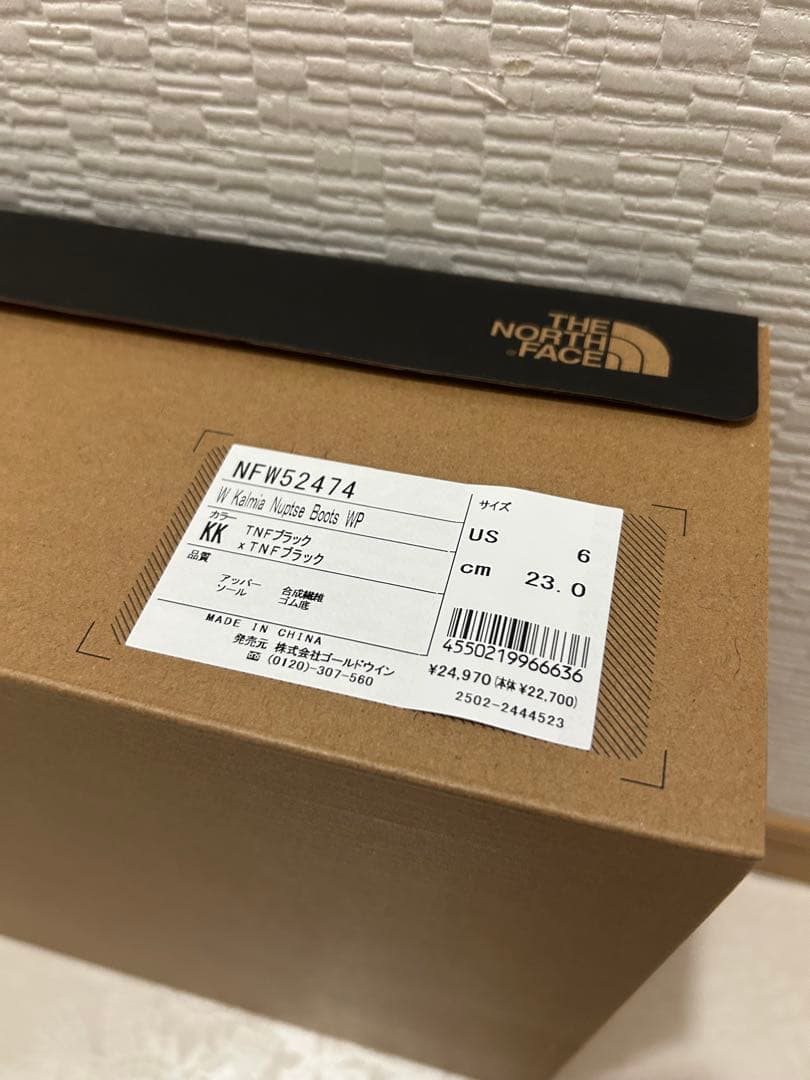 THE
NORTH
FACE
NFW52474
W Kalmia Nuptse Boots WP
カラー
KK TNFブラック
xTNFブラック
品質
アッパー 合成繊維
ソール ゴム底
MADE IN CHINA
発売元 株式会社ゴールドウイン
☎ (0120)-307-560
サイズ
US 6
cm 23.0
4550219966636
¥24,970(本体¥22,700)
2502-2444523